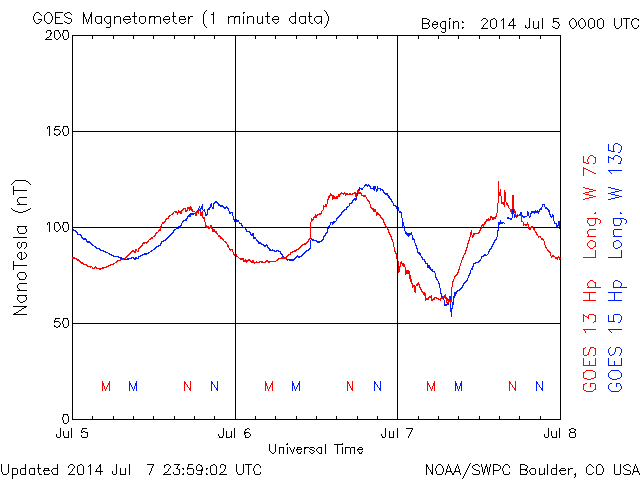 GOES Magnetometer (1 minute data)
Begin: 2014 Jul 5 0000 UTC
200
150
100
50
0
NanoTesla (nT)
M M N N M M N N M M N N
Jul 5 Jul 6 Jul 7 Jul 8
Universal Time
GOES 13 Hp Long. W 75
GOES 15 Hp Long. W 135
Updated 2014 Jul 7 23:59:02 UTC
NOAA/SWPC Boulder, CO USA